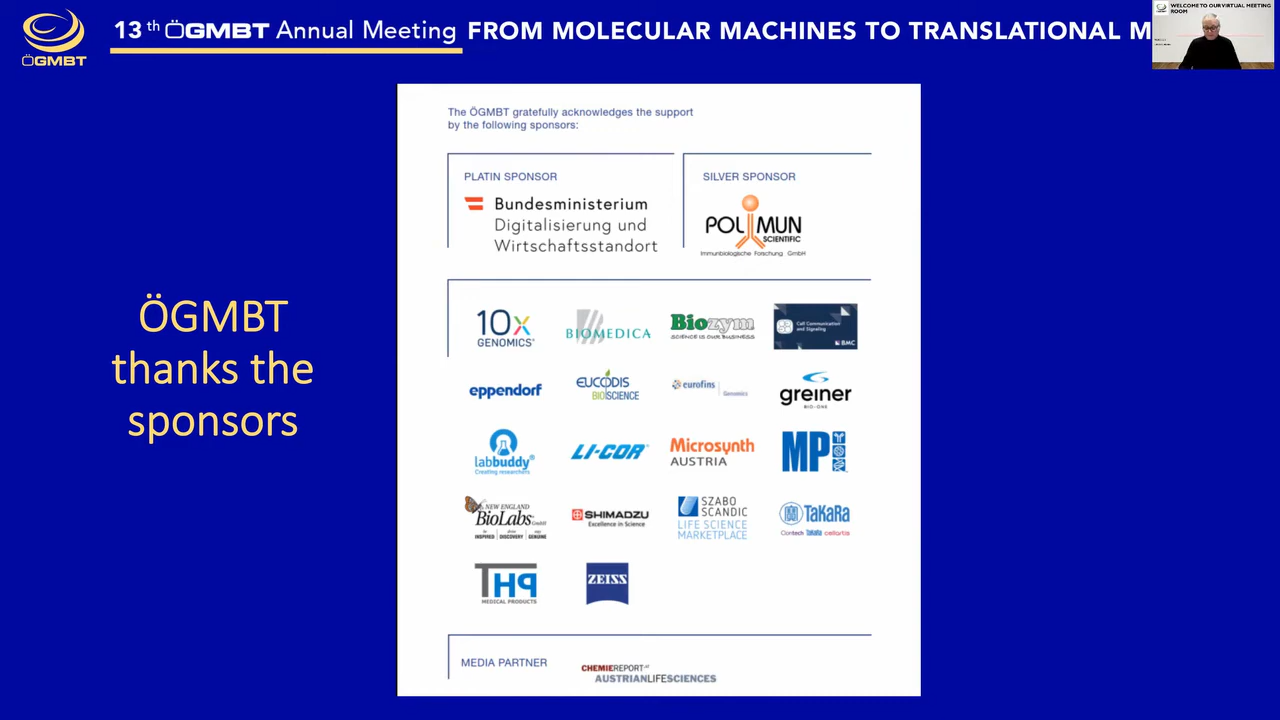 13th ÖGMBT Annual Meeting FROM MOLECULAR MACHINES TO TRANSLATIONAL M
WELCOME TO OUR VIRTUAL MEETING
ROOM
ÖGMBT
The ÖGMBT gratefully acknowledges the support
by the following sponsors:
PLATIN SPONSOR
Bundesministerium
Digitalisierung und
Wirtschaftsstandort
SILVER SPONSOR
POLYMUN
SCIENTIFIC
Immunbiologische Forschung GmbH
ÖGMBT
thanks the
sponsors
10x
GENOMICS
BIOMEDICA
Biozym
SCIENCE IS OUR BUSINESS
Cell Communication
and Signaling
BMC
eppendorf
EUCODIS
BIOSCIENCE
eurofins
Genomics
greiner
BIO-ONE
labbuddy
Creating researchers
LI-COR
Microsynth
AUSTRIA
MP
NEW ENGLAND
BioLabs GmbH
INSPIRED DISCOVERY GENUINE
SHIMADZU
Excellence in Science
SZABO
SCANDIC
LIFE SCIENCE
MARKETPLACE
TaKaRa
Clontech TaKaRa cellartis
THP
MEDICAL PRODUCTS
ZEISS
MEDIA PARTNER
CHEMIEREPORT.at
AUSTRIANLIFESCIENCES